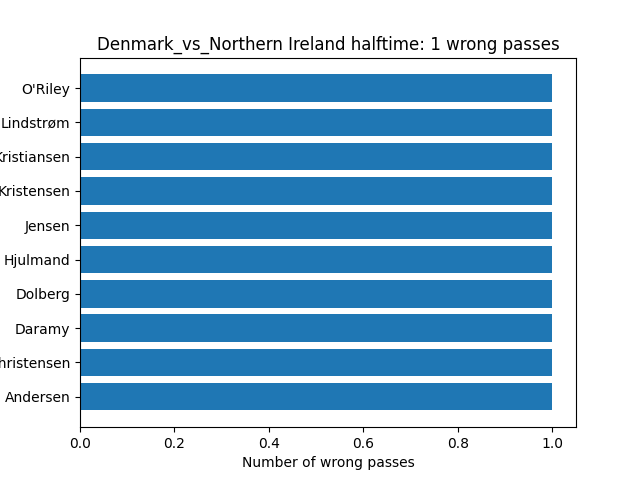 Denmark_vs_Northern Ireland halftime: 1 wrong passes
O'Riley
Lindstrøm
Kristiansen
Kristensen
Jensen
Hjulmand
Dolberg
Daramy
hristensen
Andersen
0.0 0.2 0.4 0.6 0.8 1.0
Number of wrong passes